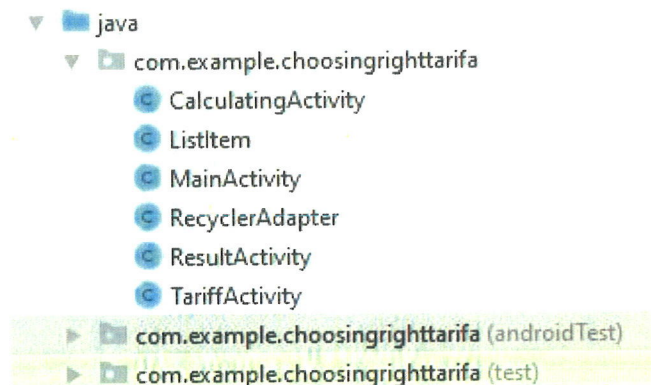 java
com.example.choosingrighttarifa
CalculatingActivity
ListItem
MainActivity
RecyclerAdapter
ResultActivity
TariffActivity
com.example.choosingrighttarifa (androidTest)
com.example.choosingrighttarifa (test)